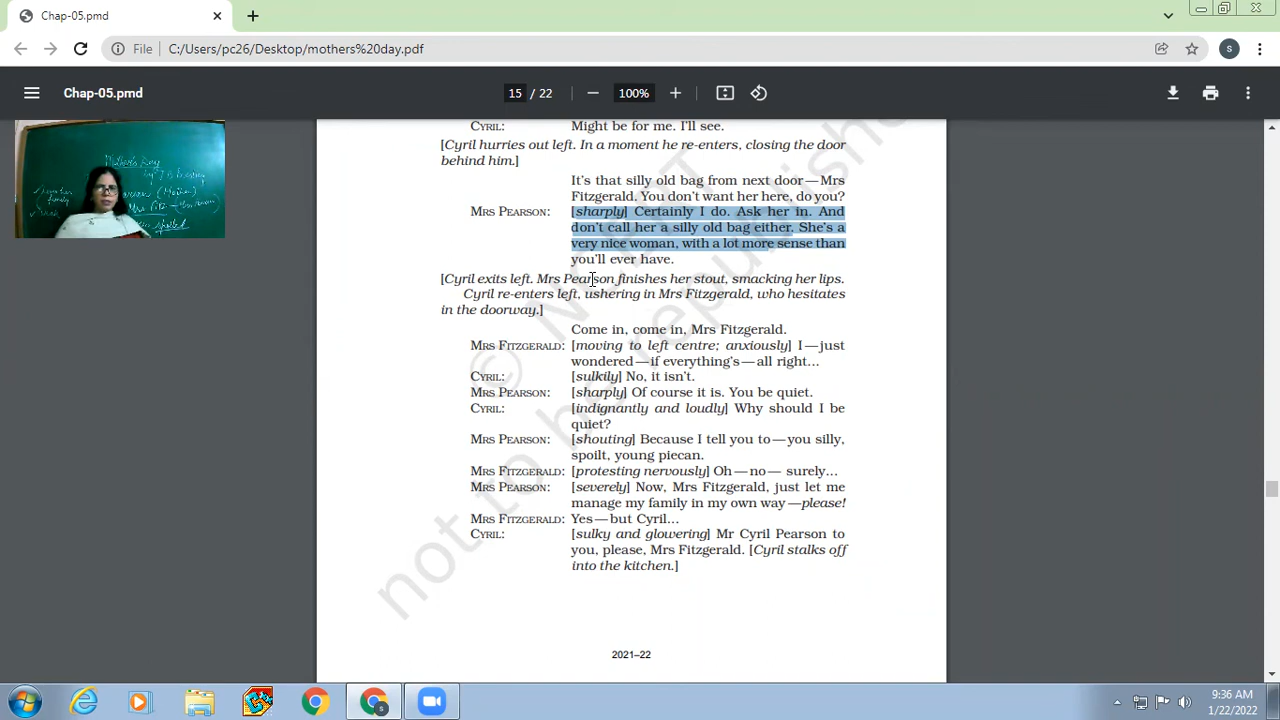 Chap-05.pmd
File C:/Users/pc26/Desktop/mothers%20day.pdf
S
Chap-05.pmd
15 / 22
100%
Mother's Day
CYRIL: Might be for me. I'll see.
[Cyril hurries out left. In a moment he re-enters, closing the door
behind him.]
It's that silly old bag from next door—Mrs
Fitzgerald. You don't want her here, do you?
MRS PEARSON: [sharply] Certainly I do. Ask her in. And
don't call her a silly old bag either. She's a
very nice woman, with a lot more sense than
you'll ever have.
[Cyril exits left. Mrs Pearson finishes her stout, smacking her lips.
Cyril re-enters left, ushering in Mrs Fitzgerald, who hesitates
in the doorway.]
Come in, come in, Mrs Fitzgerald.
MRS FITZGERALD: [moving to left centre; anxiously] I—just
wondered—if everything's—all right...
CYRIL: [sulkily] No, it isn't.
MRS PEARSON: [sharply] Of course it is. You be quiet.
CYRIL: [indignantly and loudly] Why should I be
quiet?
MRS PEARSON: [shouting] Because I tell you to—you silly,
spoilt, young piecan.
MRS FITZGERALD: [protesting nervously] Oh—no— surely...
MRS PEARSON: [severely] Now, Mrs Fitzgerald, just let me
manage my family in my own way —please!
MRS FITZGERALD: Yes—but Cyril...
CYRIL: [sulky and glowering] Mr Cyril Pearson to
you, please, Mrs Fitzgerald. [Cyril stalks off
into the kitchen.]
© NCERT
not to be republished
2021–22
S
9:36 AM
1/22/2022